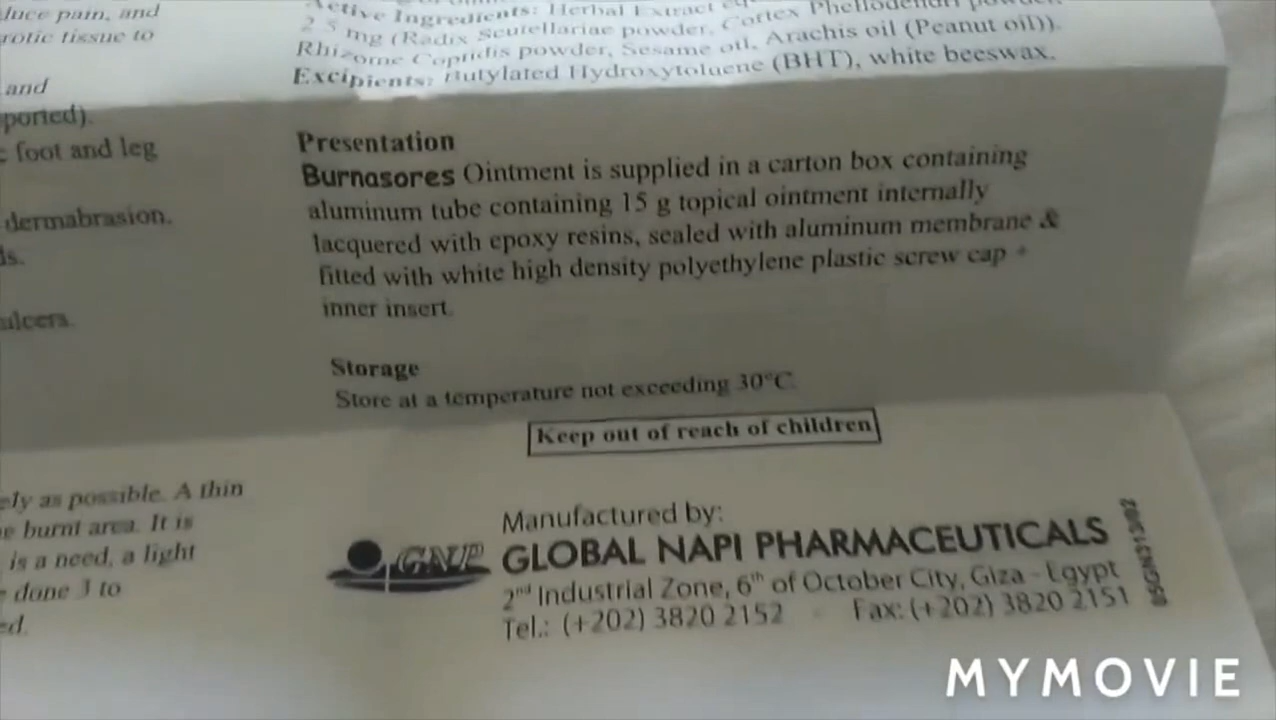 duce pain, and
rotic tissue to
and
ported).
foot and leg
dermabrasion.
ds.
ulcers.
ely as possible. A thin
e burnt area. It is
is a need, a light
done 3 to
ed.
Active Ingredients: Herbal Extract
2 5 mg (Radix Scutellariae powder, Cortex Phellodendri powder,
Rhizome Coptidis powder, Sesame oil, Arachis oil (Peanut oil)).
Excipients: Butylated Hydroxytoluene (BHT), white beeswax.
Presentation
Burnasores Ointment is supplied in a carton box containing
aluminum tube containing 15 g topical ointment internally
lacquered with epoxy resins, sealed with aluminum membrane &
fitted with white high density polyethylene plastic screw cap +
inner insert.
Storage
Store at a temperature not exceeding 30°C.
Keep out of reach of children
GNP
Manufactured by:
GLOBAL NAPI PHARMACEUTICALS
2nd Industrial Zone, 6th of October City, Giza - Egypt
Tel.: (+202) 3820 2152 Fax: (+202) 3820 2151
MYMOVIE